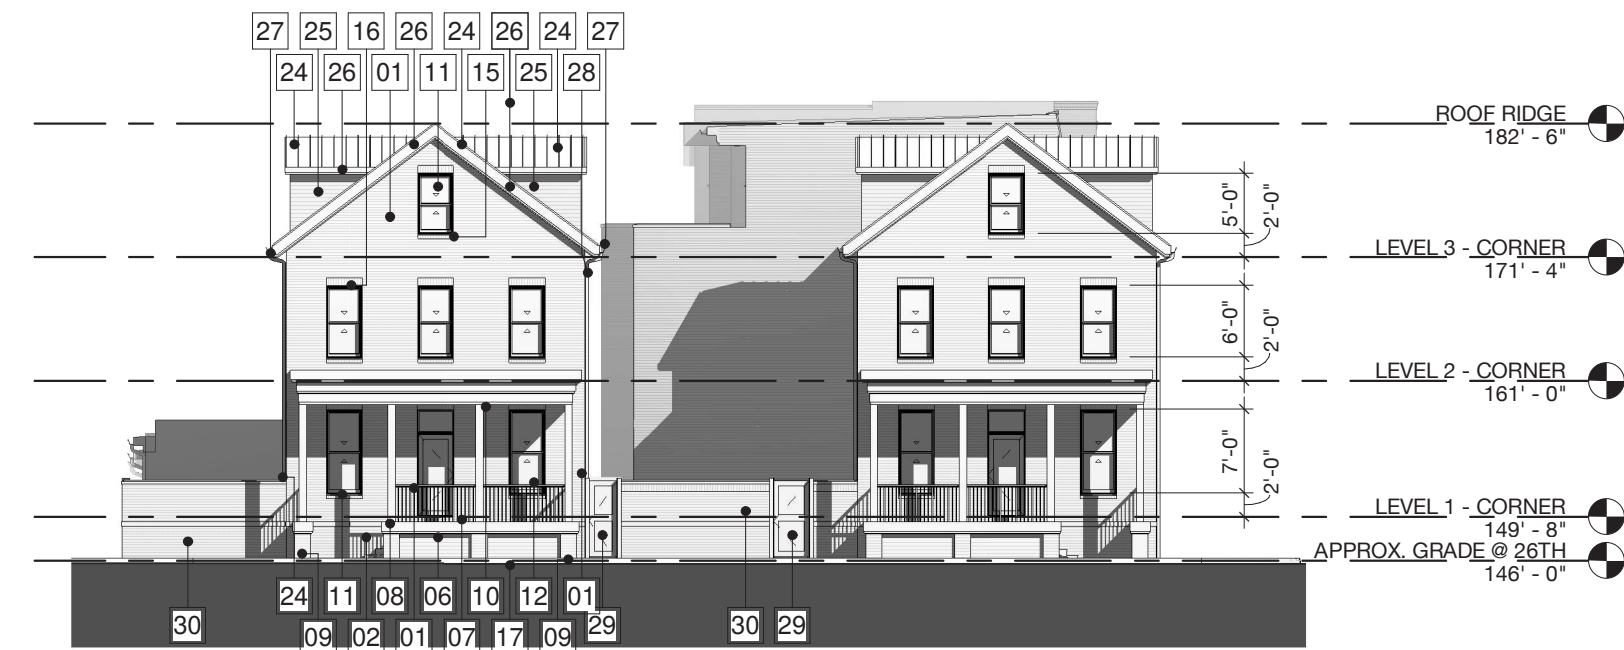 27 25 16 26 24 26 24 27
24 26 01 11 15 25 28
ROOF RIDGE
182' - 6"
5'-0"
2'-0"
LEVEL 3 - CORNER
171' - 4"
6'-0"
2'-0"
LEVEL 2 - CORNER
161' - 0"
7'-0"
2'-0"
LEVEL 1 - CORNER
149' - 8"
APPROX. GRADE @ 26TH
146' - 0"
24 11 08 06 10 12 01
30 29 30 29
09 02 01 07 17 09